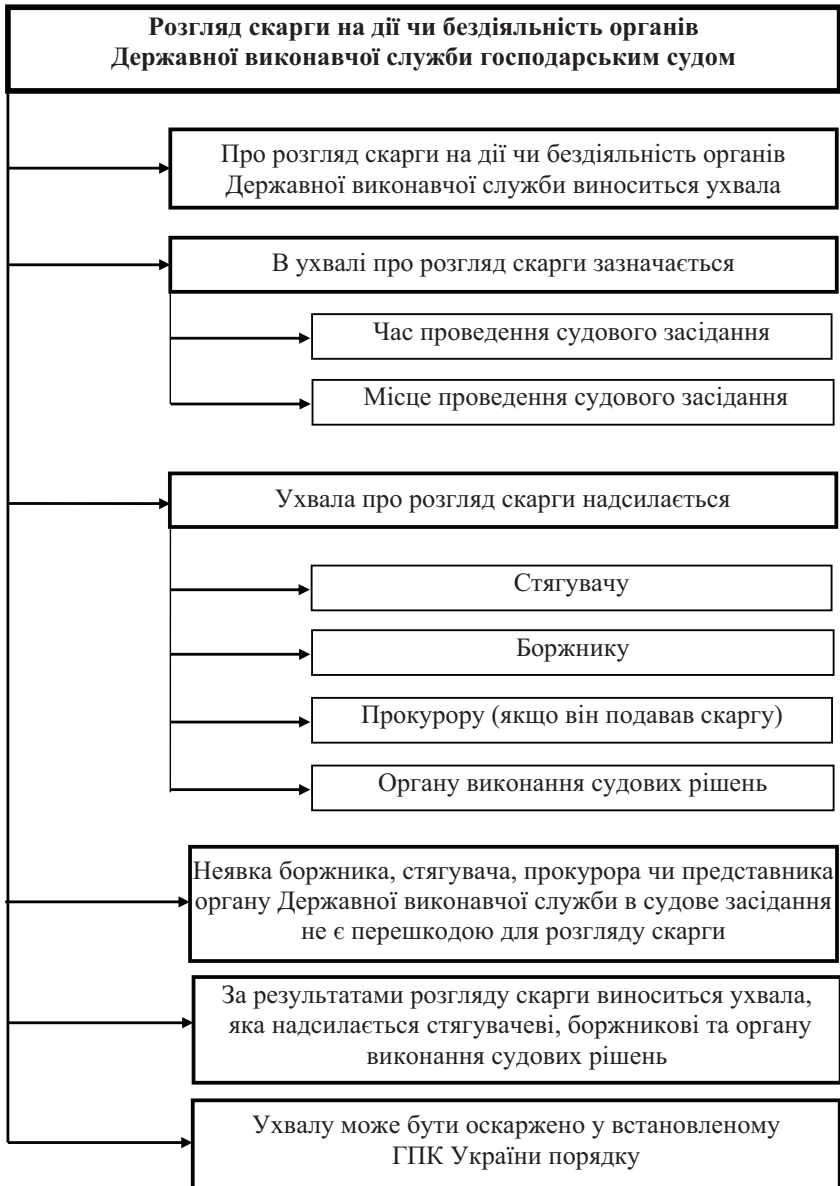 Розгляд скарги на дії чи бездіяльність органів
Державної виконавчої служби господарським судом
Про розгляд скарги на дії чи бездіяльність органів
Державної виконавчої служби виноситься ухвала
В ухвалі про розгляд скарги зазначається
Час проведення судового засідання
Місце проведення судового засідання
Ухвала про розгляд скарги надсилається
Стягувачу
Боржнику
Прокурору (якщо він подавав скаргу)
Органу виконання судових рішень
Неявка боржника, стягувача, прокурора чи представника
органу Державної виконавчої служби в судове засідання
не є перешкодою для розгляду скарги
За результатами розгляду скарги виноситься ухвала,
яка надсилається стягувачеві, боржникові та органу
виконання судових рішень
Ухвалу може бути оскаржено у встановленому
ГПК України порядку